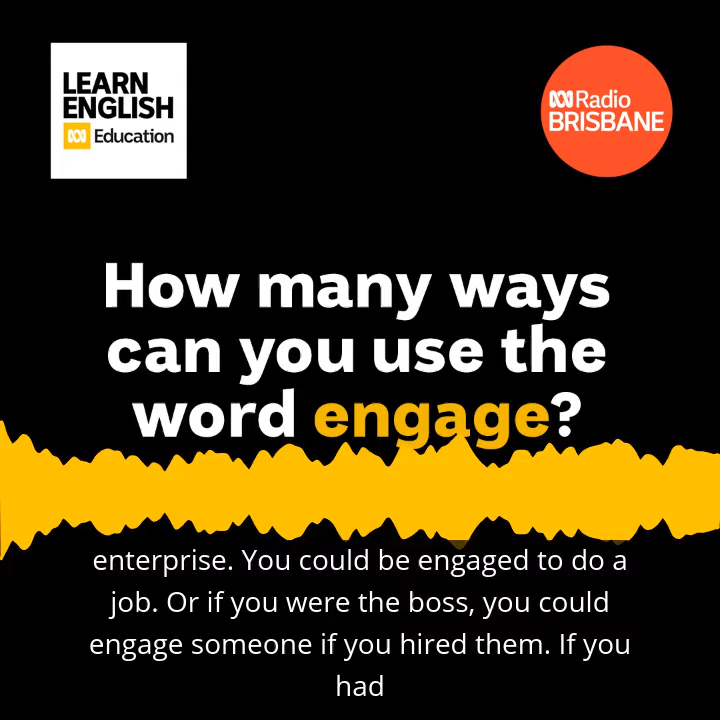 LEARN
ENGLISH
Education
Radio
BRISBANE
How many ways
can you use the
word engage?
enterprise. You could be engaged to do a
job. Or if you were the boss, you could
engage someone if you hired them. If you
had